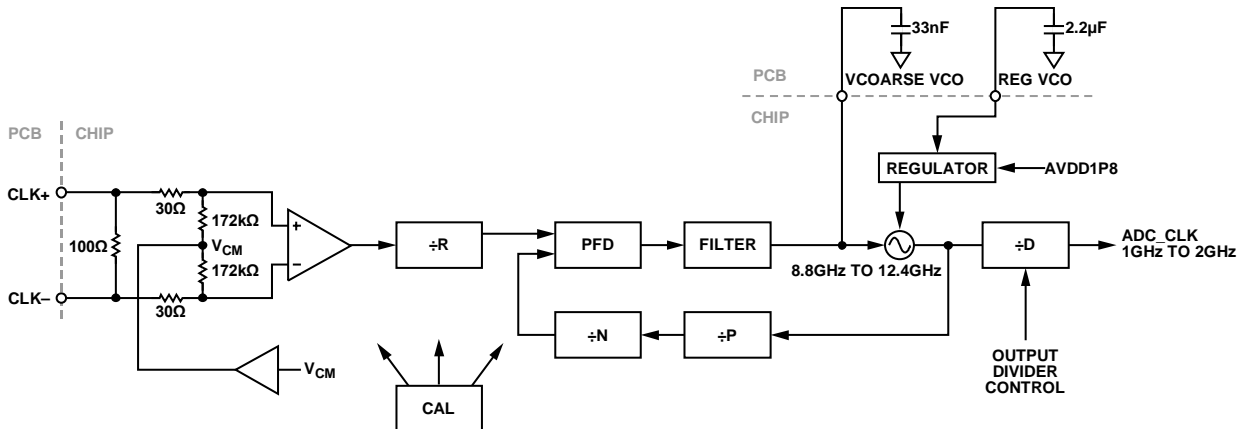 33nF
2.2µF
PCB
VCOARSE VCO
REG VCO
CHIP
PCB
CHIP
REGULATOR
AVDD1P8
CLK+
30Ω
172kΩ
100Ω
VCM
172kΩ
+
–
÷R
PFD
FILTER
÷D
ADC_CLK
1GHz TO 2GHz
8.8GHz TO 12.4GHz
CLK–
30Ω
÷N
÷P
VCM
CAL
OUTPUT
DIVIDER
CONTROL